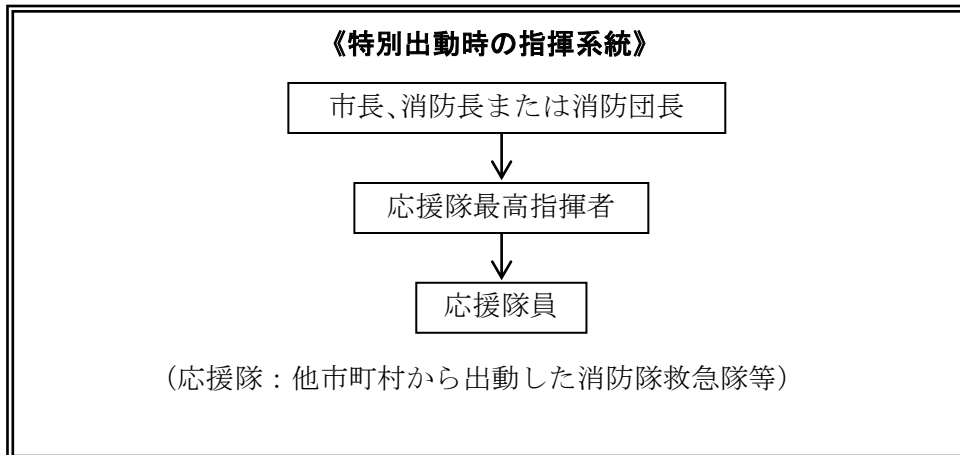 《特別出動時の指揮系統》
市長、消防長または消防団長
応援隊最高指揮者
応援隊員
（応援隊：他市町村から出動した消防隊救急隊等）